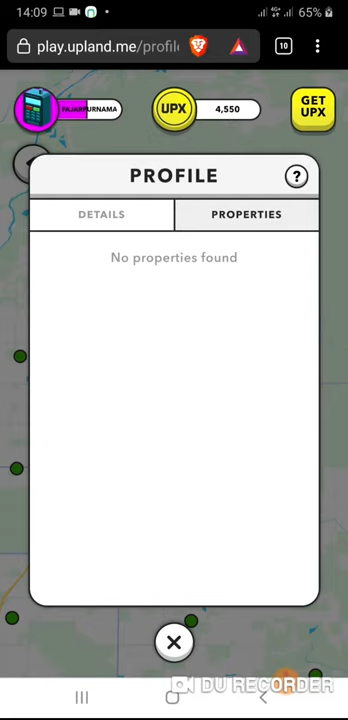 14:09
4G+
65%
play.upland.me/profil
10
UPX
4,550
GET
UPX
PROFILE
?
DETAILS
PROPERTIES
No properties found
DU RECORDER